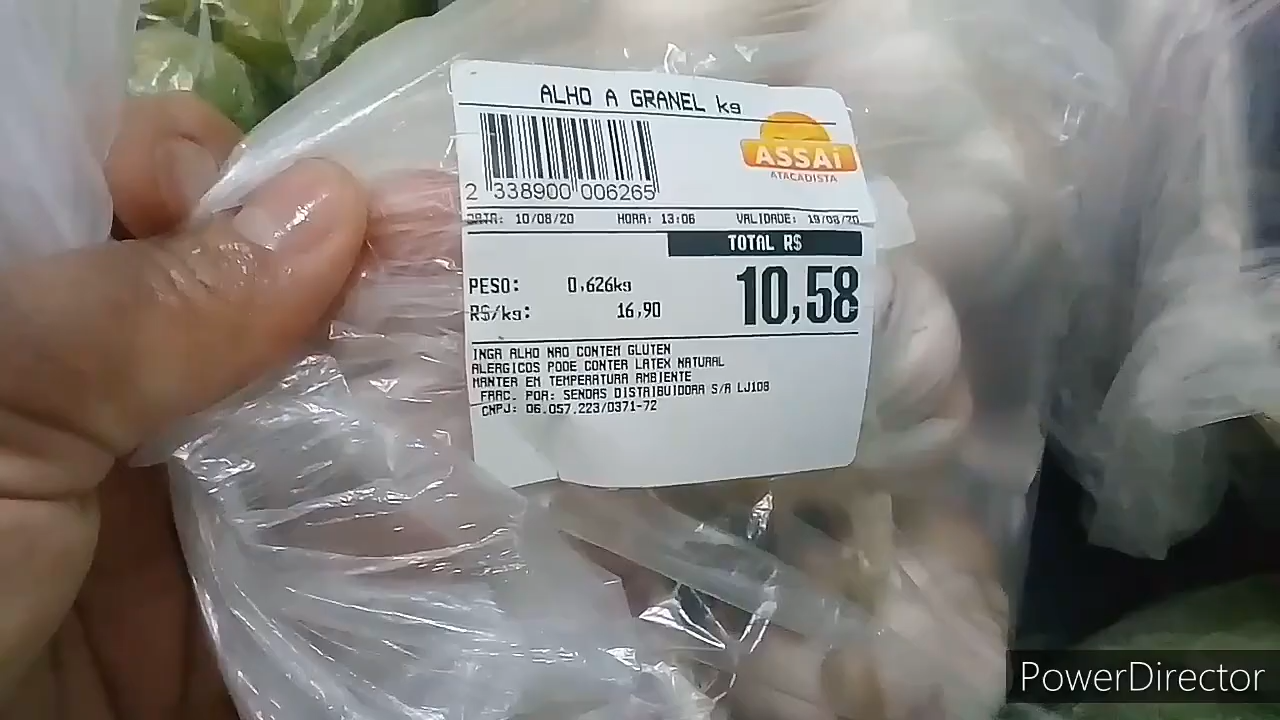 ALHO A GRANEL kg
ASSAí
ATACADISTA
2 338900 006265
DATA: 10/08/20 HORA: 13:06 VALIDADE: 19/08/20
TOTAL R$
PESO: 0,626kg
10,58
R$/kg: 16,90
INGR ALHO NAO CONTEM GLUTEN
ALERGICOS PODE CONTER LATEX NATURAL
MANTER EM TEMPERATURA AMBIENTE
FRAC. POR: SENDAS DISTRIBUIDORA S/A LJ108
CNPJ: 06.057.223/0371-72
PowerDirector